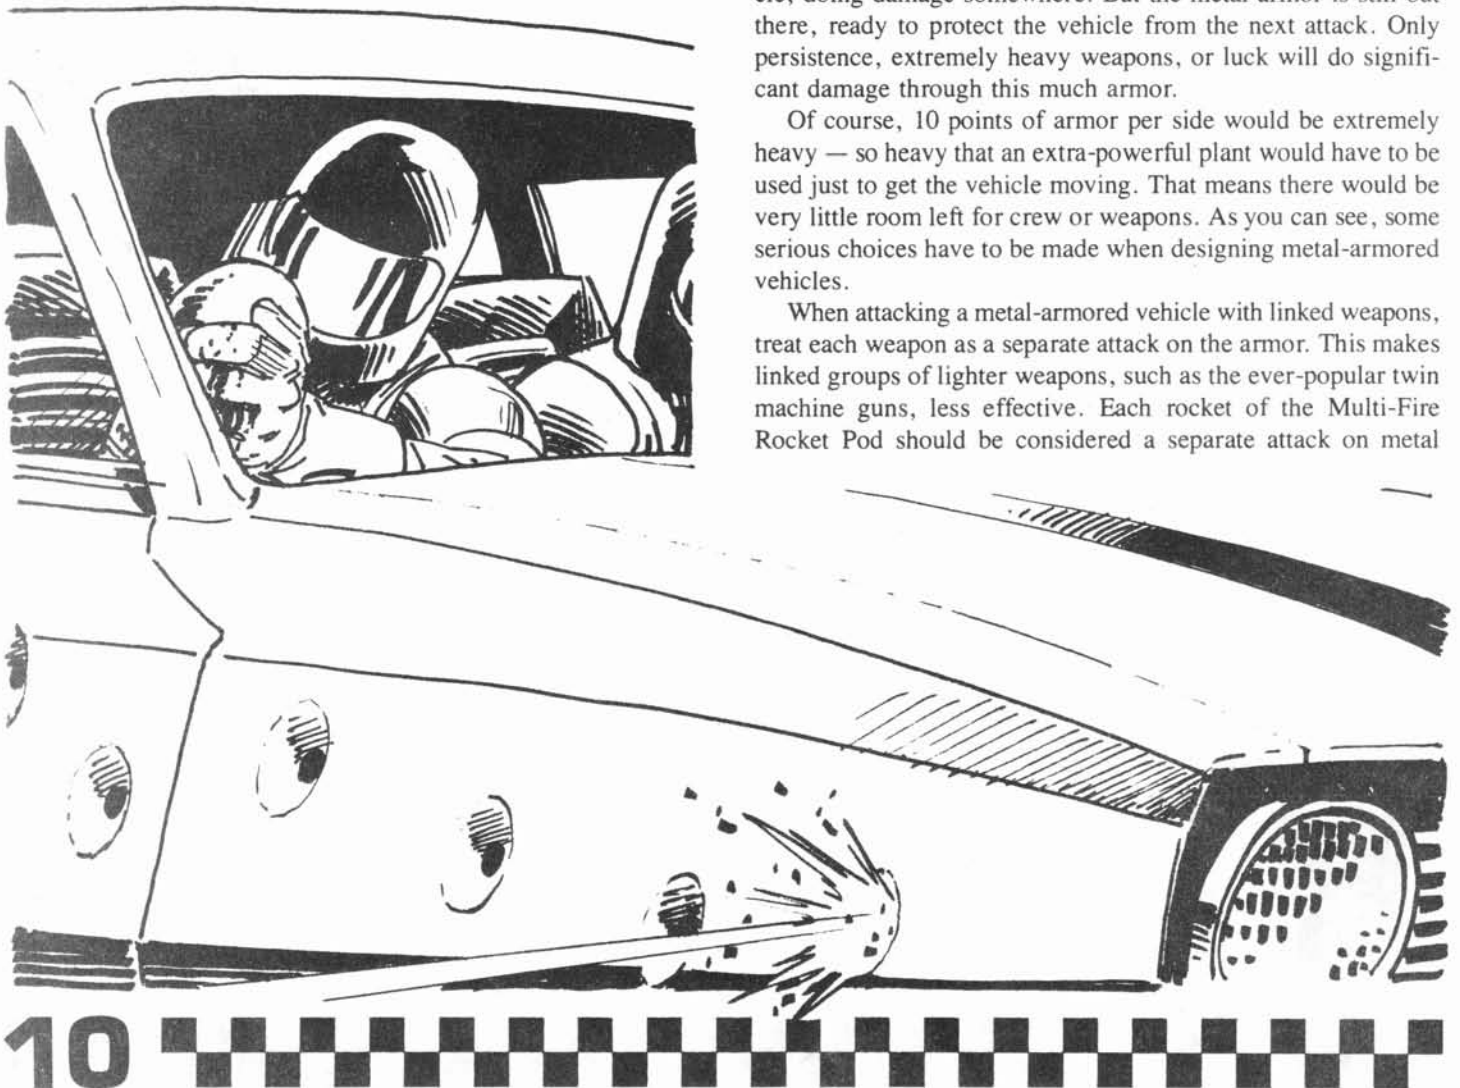 there, ready to protect the vehicle from the next attack. Only
persistence, extremely heavy weapons, or luck will do signifi-
cant damage through this much armor.
Of course, 10 points of armor per side would be extremely
heavy — so heavy that an extra-powerful plant would have to be
used just to get the vehicle moving. That means there would be
very little room left for crew or weapons. As you can see, some
serious choices have to be made when designing metal-armored
vehicles.
When attacking a metal-armored vehicle with linked weapons,
treat each weapon as a separate attack on the armor. This makes
linked groups of lighter weapons, such as the ever-popular twin
machine guns, less effective. Each rocket of the Multi-Fire
Rocket Pod should be considered a separate attack on metal
10